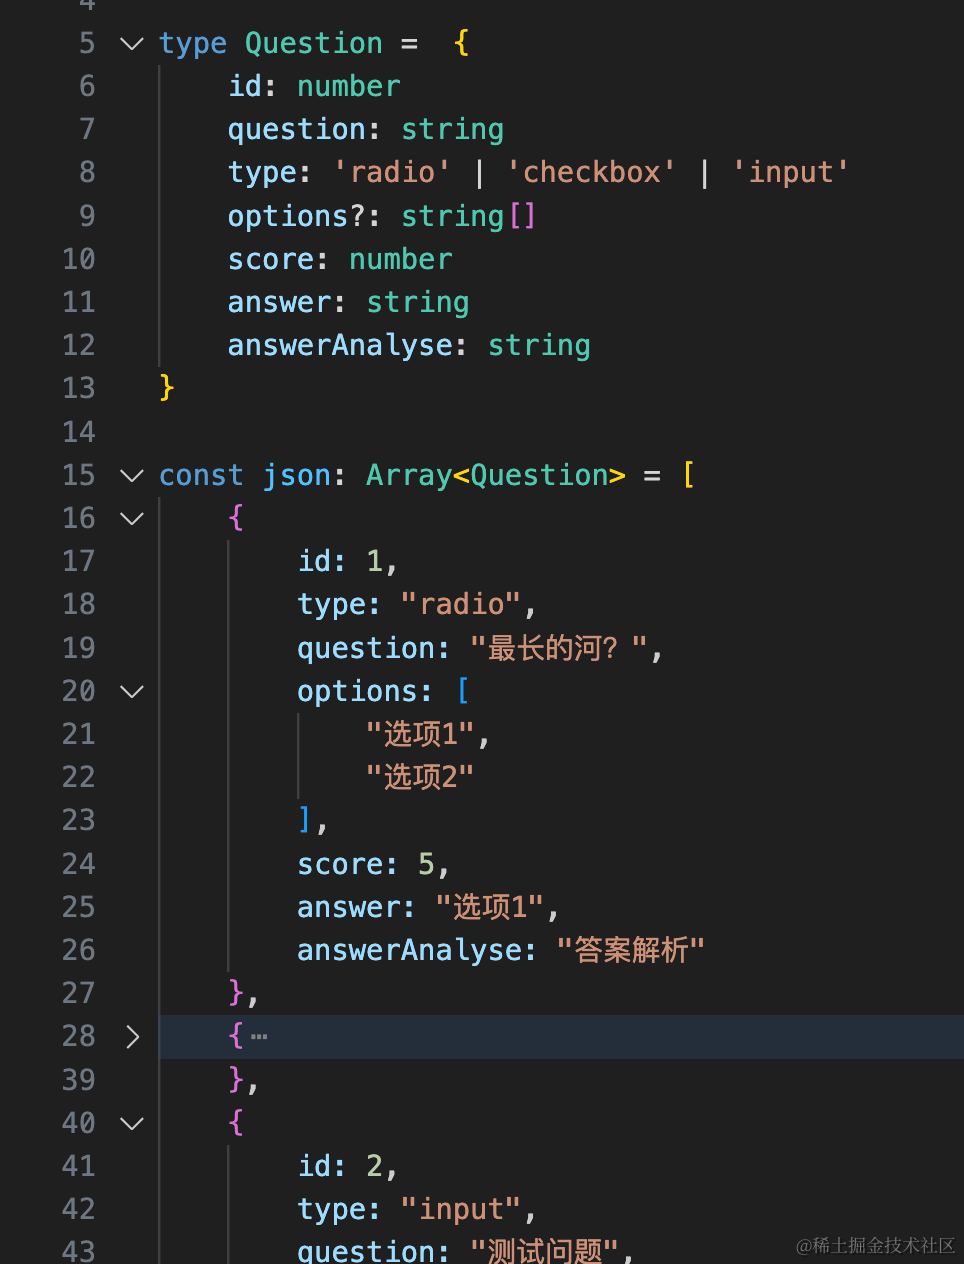 4
5 type Question =  {
6 id: number
7 question: string
8 type: 'radio' | 'checkbox' | 'input'
9 options?: string[]
10 score: number
11 answer: string
12 answerAnalyse: string
13 }
14
15 const json: Array<Question> = [
16 {
17 id: 1,
18 type: "radio",
19 question: "最长的河？",
20 options: [
21 "选项1",
22 "选项2"
23 ],
24 score: 5,
25 answer: "选项1",
26 answerAnalyse: "答案解析"
27 },
28 {…
39 },
40 {
41 id: 2,
42 type: "input",
43 question: "测试问题",
@稀土掘金技术社区